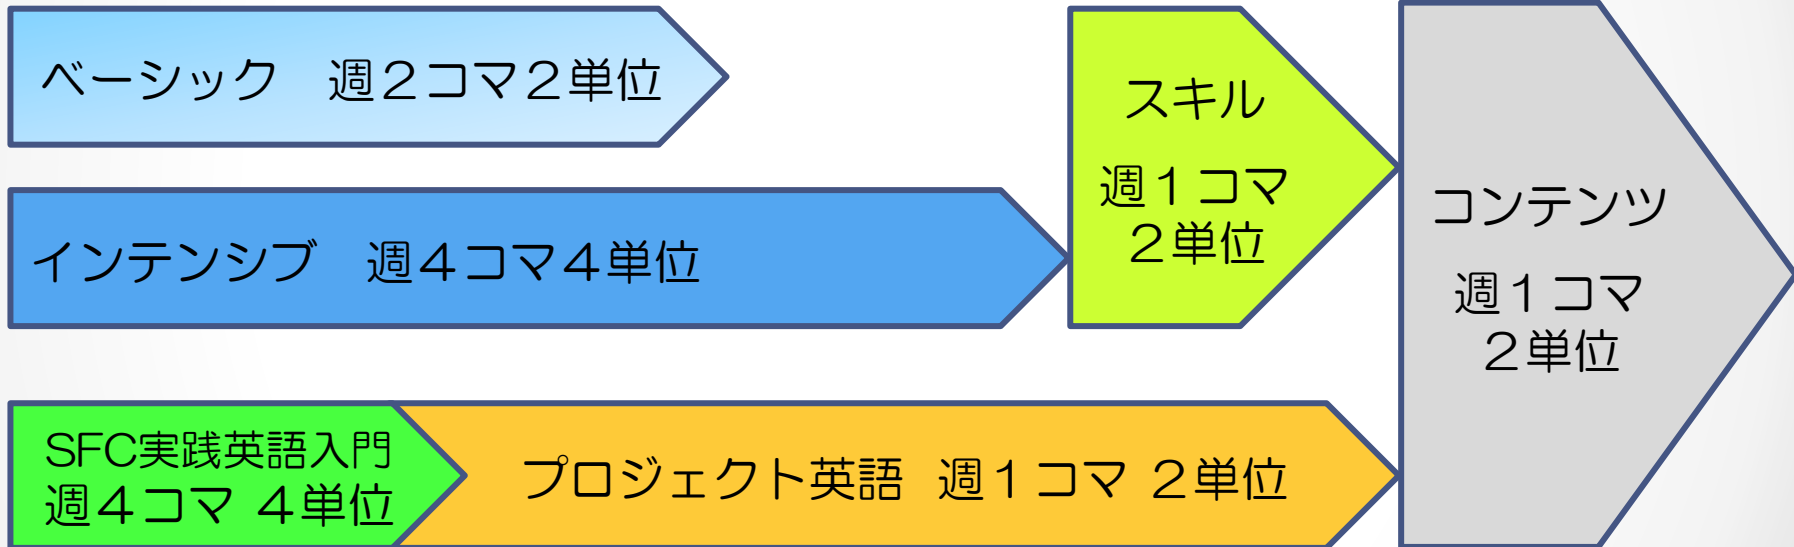 ベーシック　週２コマ２単位
インテンシブ　週４コマ４単位
スキル
週１コマ
２単位
コンテンツ
週１コマ
２単位
SFC実践英語入門
週４コマ ４単位
プロジェクト英語 週１コマ ２単位